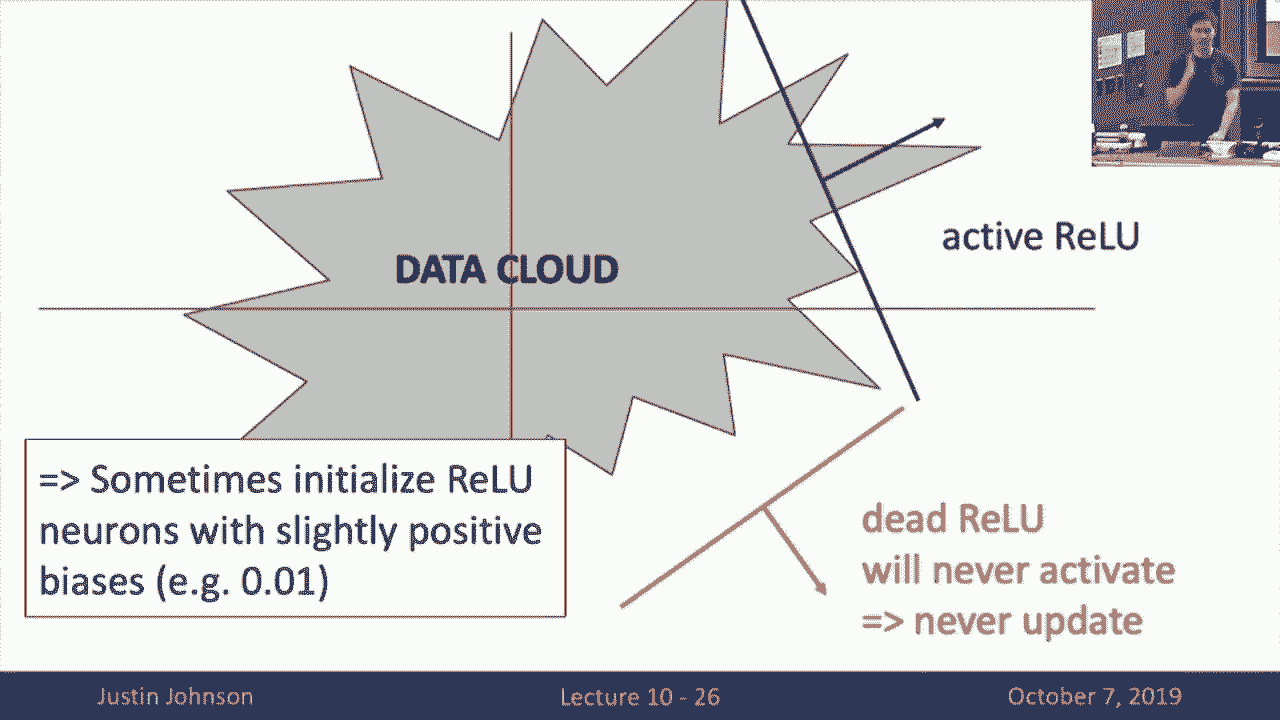 DATA CLOUD
active ReLU
=> Sometimes initialize ReLU
neurons with slightly positive
biases (e.g. 0.01)
dead ReLU
will never activate
=> never update
Justin Johnson
Lecture 10 - 26
October 7, 2019